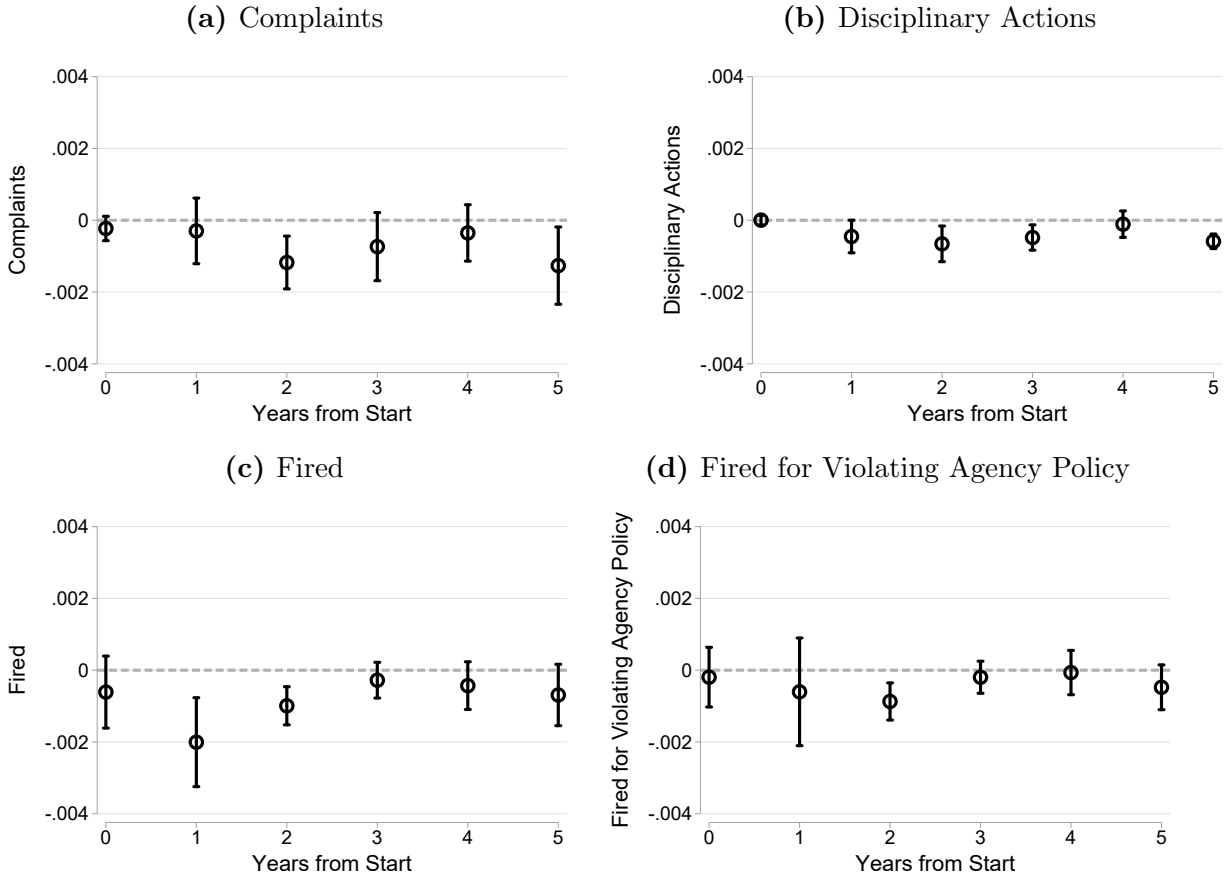 (a) Complaints
.004
.002
0
-.002
-.004
Complaints
0 1 2 3 4 5
Years from Start
(b) Disciplinary Actions
.004
.002
0
-.002
-.004
Disciplinary Actions
0 1 2 3 4 5
Years from Start
(c) Fired
.004
.002
0
-.002
-.004
Fired
0 1 2 3 4 5
Years from Start
(d) Fired for Violating Agency Policy
.004
.002
0
-.002
-.004
Fired for Violating Agency Policy
0 1 2 3 4 5
Years from Start